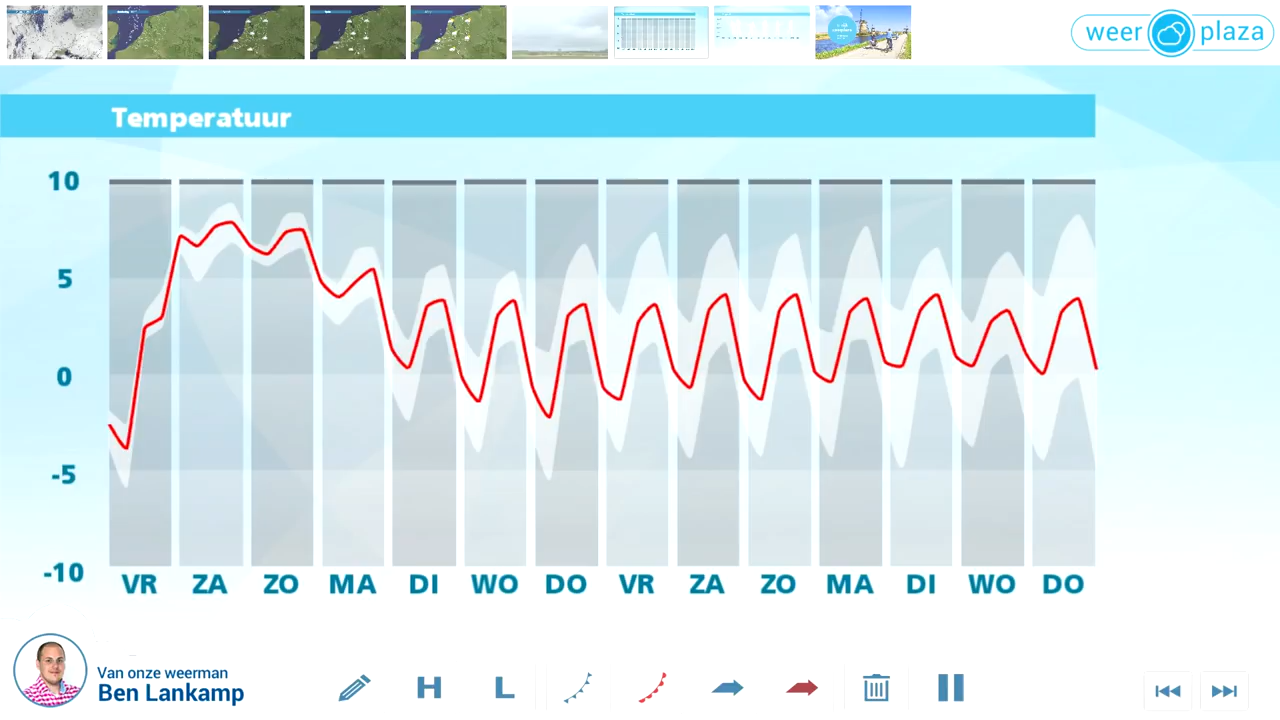 weer plaza
Temperatuur
10
5
0
-5
-10
VR ZA ZO MA DI WO DO VR ZA ZO MA DI WO DO
Van onze weerman
Ben Lankamp
H L